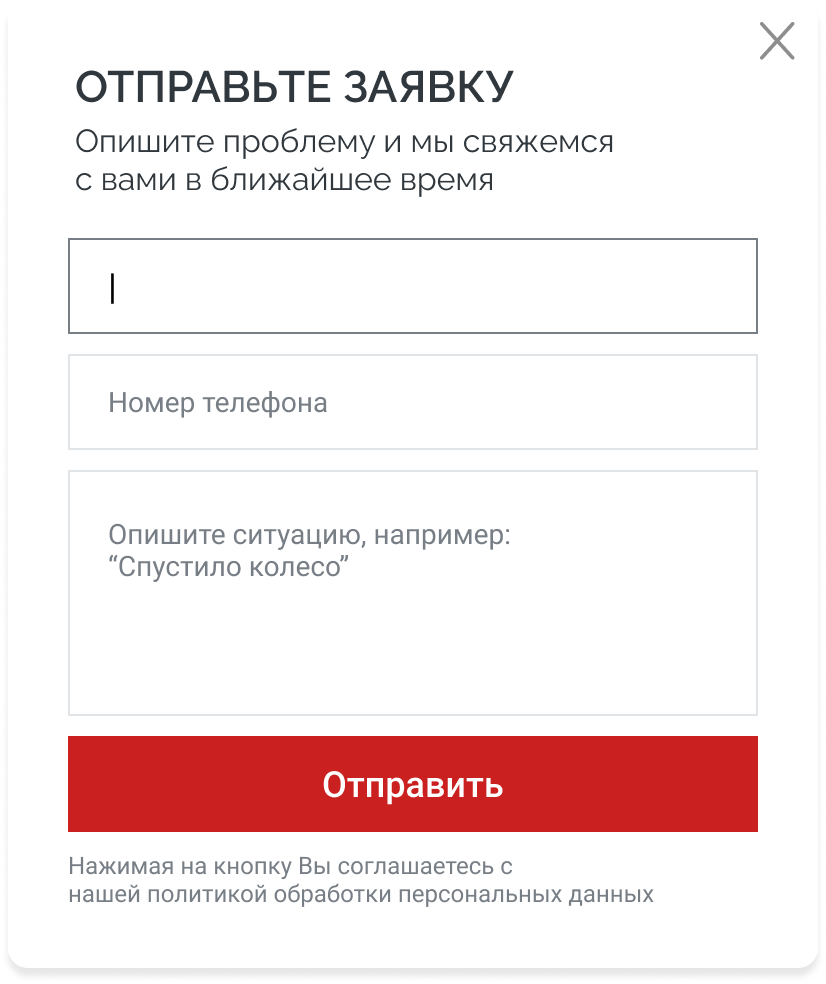 ОТПРАВЬТЕ ЗАЯВКУ
Опишите проблему и мы свяжемся
с вами в ближайшее время
Номер телефона
Опишите ситуацию, например:
“Спустило колесо”
Отправить
Нажимая на кнопку Вы соглашаетесь с
нашей политикой обработки персональных данных